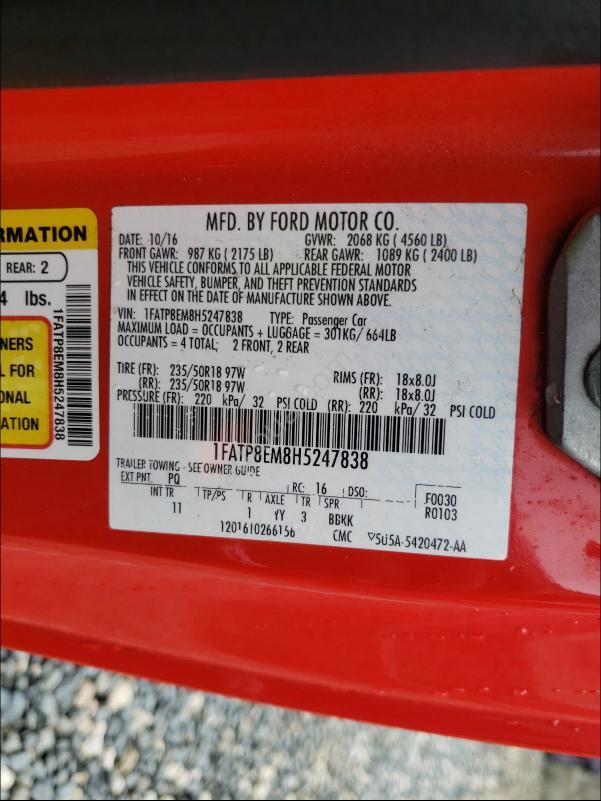 RMATION
REAR: 2
4 lbs.
NERS
L FOR
ONAL
ATION
1FATP8EM8H5247838
MFD. BY FORD MOTOR CO.
DATE: 10/16 GVWR: 2068 KG ( 4560 LB)
FRONT GAWR: 987 KG ( 2175 LB) REAR GAWR: 1089 KG ( 2400 LB)
THIS VEHICLE CONFORMS TO ALL APPLICABLE FEDERAL MOTOR
VEHICLE SAFETY, BUMPER, AND THEFT PREVENTION STANDARDS
IN EFFECT ON THE DATE OF MANUFACTURE SHOWN ABOVE.
VIN: 1FATP8EM8H5247838 TYPE: Passenger Car
MAXIMUM LOAD = OCCUPANTS + LUGGAGE = 301KG/ 664LB
OCCUPANTS = 4 TOTAL; 2 FRONT, 2 REAR
TIRE (FR): 235/50R18 97W RIMS (FR): 18x8.0J
(RR): 235/50R18 97W (RR): 18x8.0J
PRESSURE (FR): 220 kPa/ 32 PSI COLD (RR): 220 kPa/ 32 PSI COLD
1FATP8EM8H5247838
TRAILER TOWING - SEE OWNER GUIDE
EXT PNT: PQ RC: 16 DSO: F0030
INT TR TP/PS R AXLE TR SPR R0103
11 1 YY 3 BBKK
1201610266156 CMC 5U5A-5420472-AA